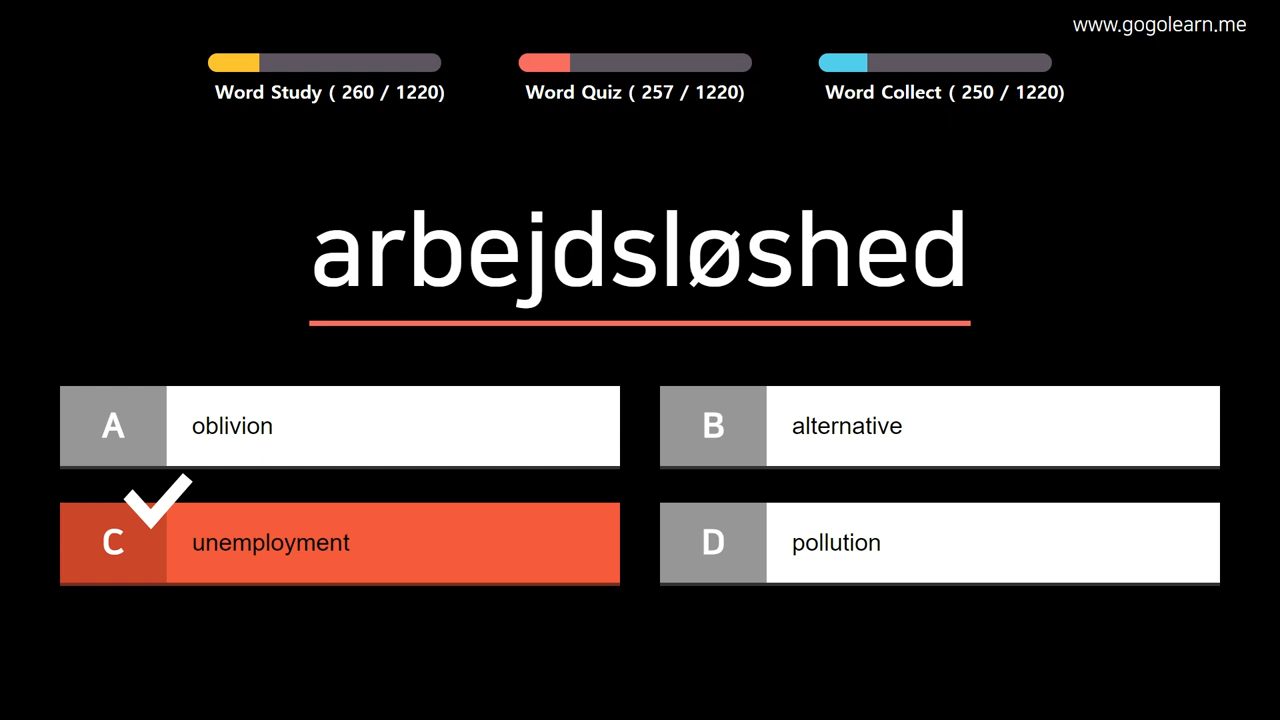 www.gogolearn.me
Word Study ( 260 / 1220)
Word Quiz ( 257 / 1220)
Word Collect ( 250 / 1220)
arbejdsløshed
A
oblivion
B
alternative
C
unemployment
D
pollution